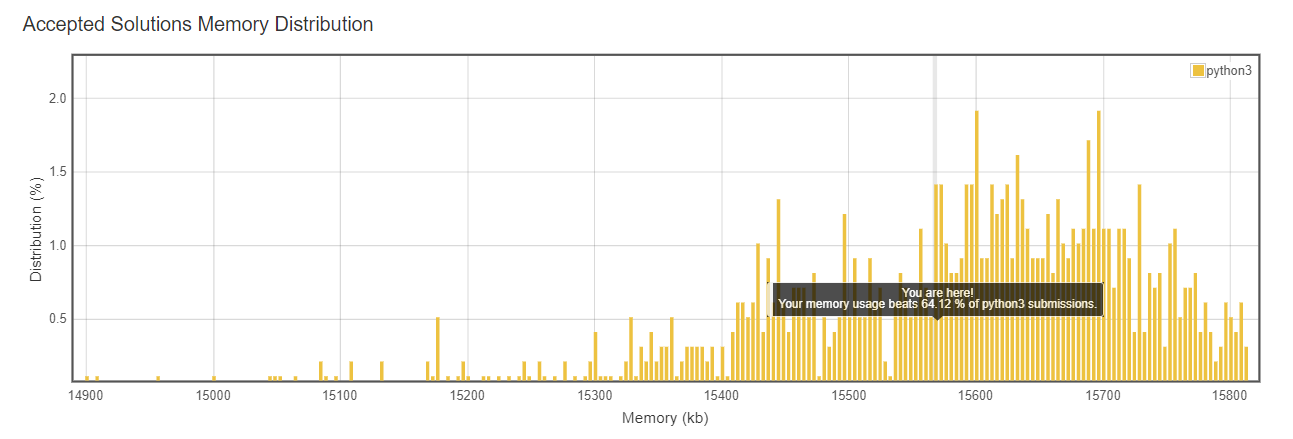 Accepted Solutions Memory Distribution
python3
2.0
1.5
1.0
0.5
Distribution (%)
You are here!
Your memory usage beats 64.12 % of python3 submissions.
14900 15000 15100 15200 15300 15400 15500 15600 15700 15800
Memory (kb)